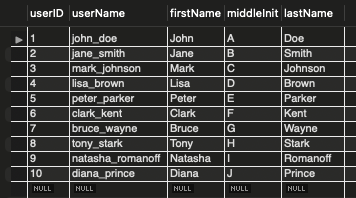 userID userName firstName middleInit lastName
1 john_doe John A Doe
2 jane_smith Jane B Smith
3 mark_johnson Mark C Johnson
4 lisa_brown Lisa D Brown
5 peter_parker Peter E Parker
6 clark_kent Clark F Kent
7 bruce_wayne Bruce G Wayne
8 tony_stark Tony H Stark
9 natasha_romanoff Natasha I Romanoff
10 diana_prince Diana J Prince
NULL NULL NULL NULL NULL